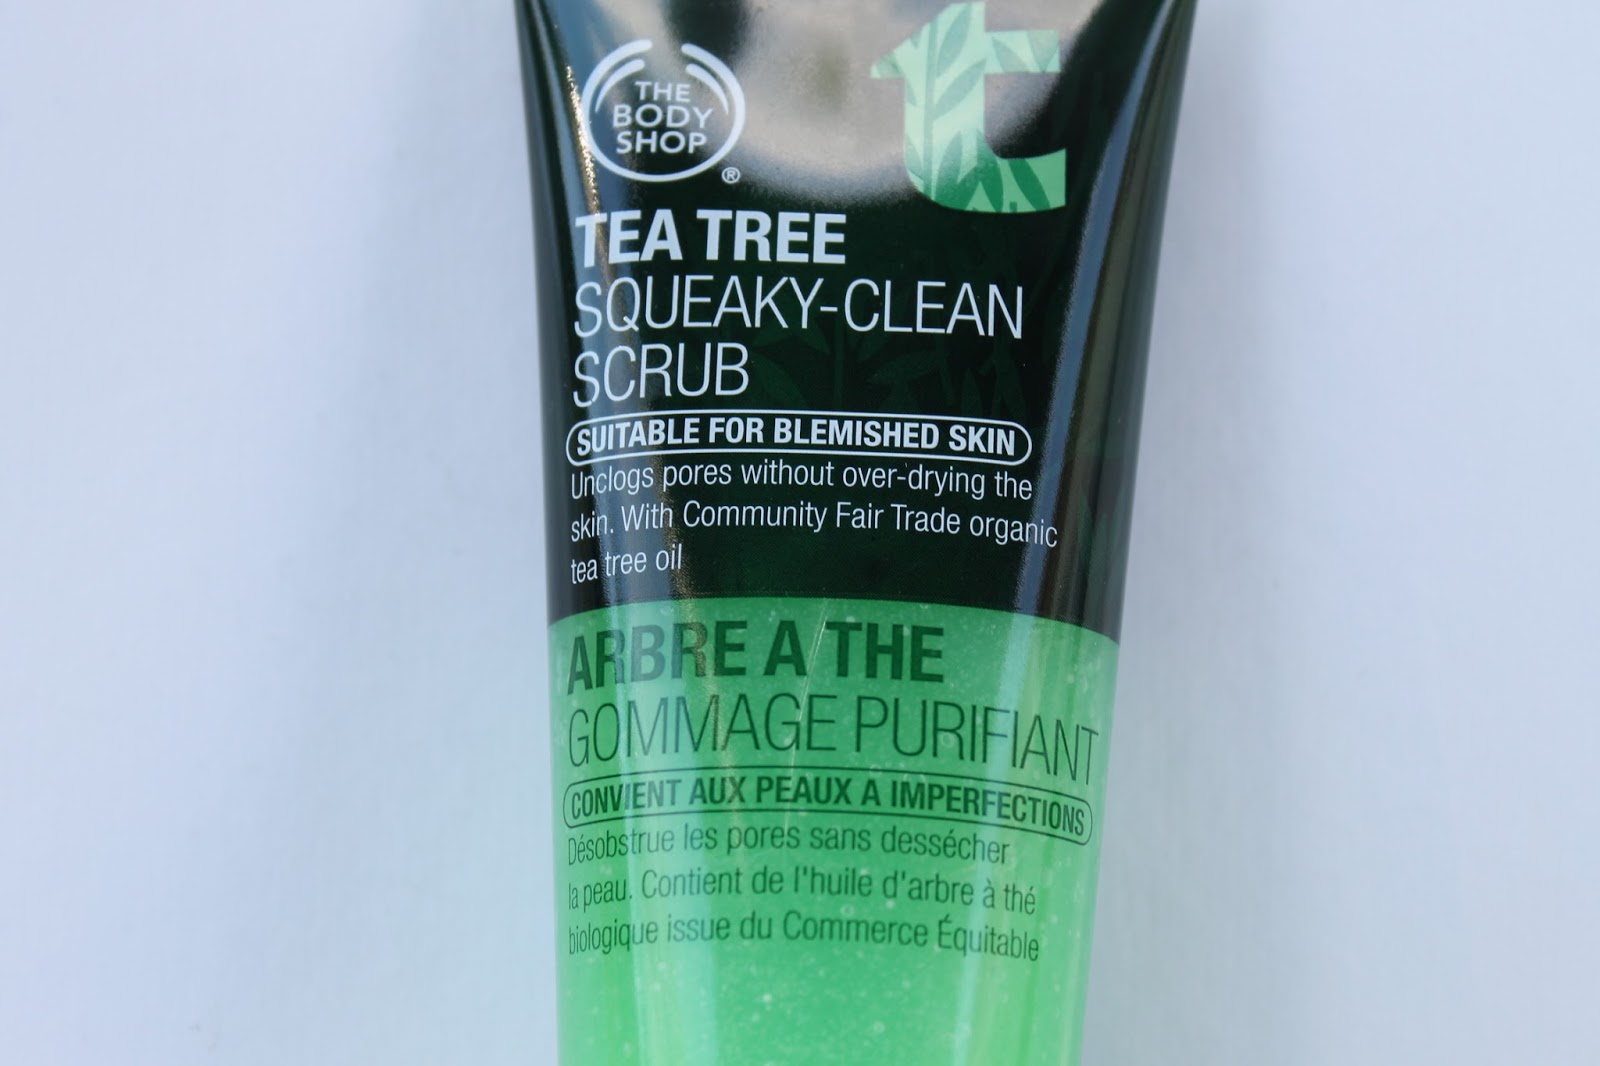 THE
BODY
SHOP
®
t
TEA TREE
SQUEAKY-CLEAN
SCRUB
SUITABLE FOR BLEMISHED SKIN
Unclogs pores without over-drying the
skin. With Community Fair Trade organic
tea tree oil
ARBRE A THE
GOMMAGE PURIFIANT
CONVIENT AUX PEAUX A IMPERFECTIONS
Désobstrue les pores sans dessécher
la peau. Contient de l'huile d'arbre à thé
biologique issue du Commerce Équitable